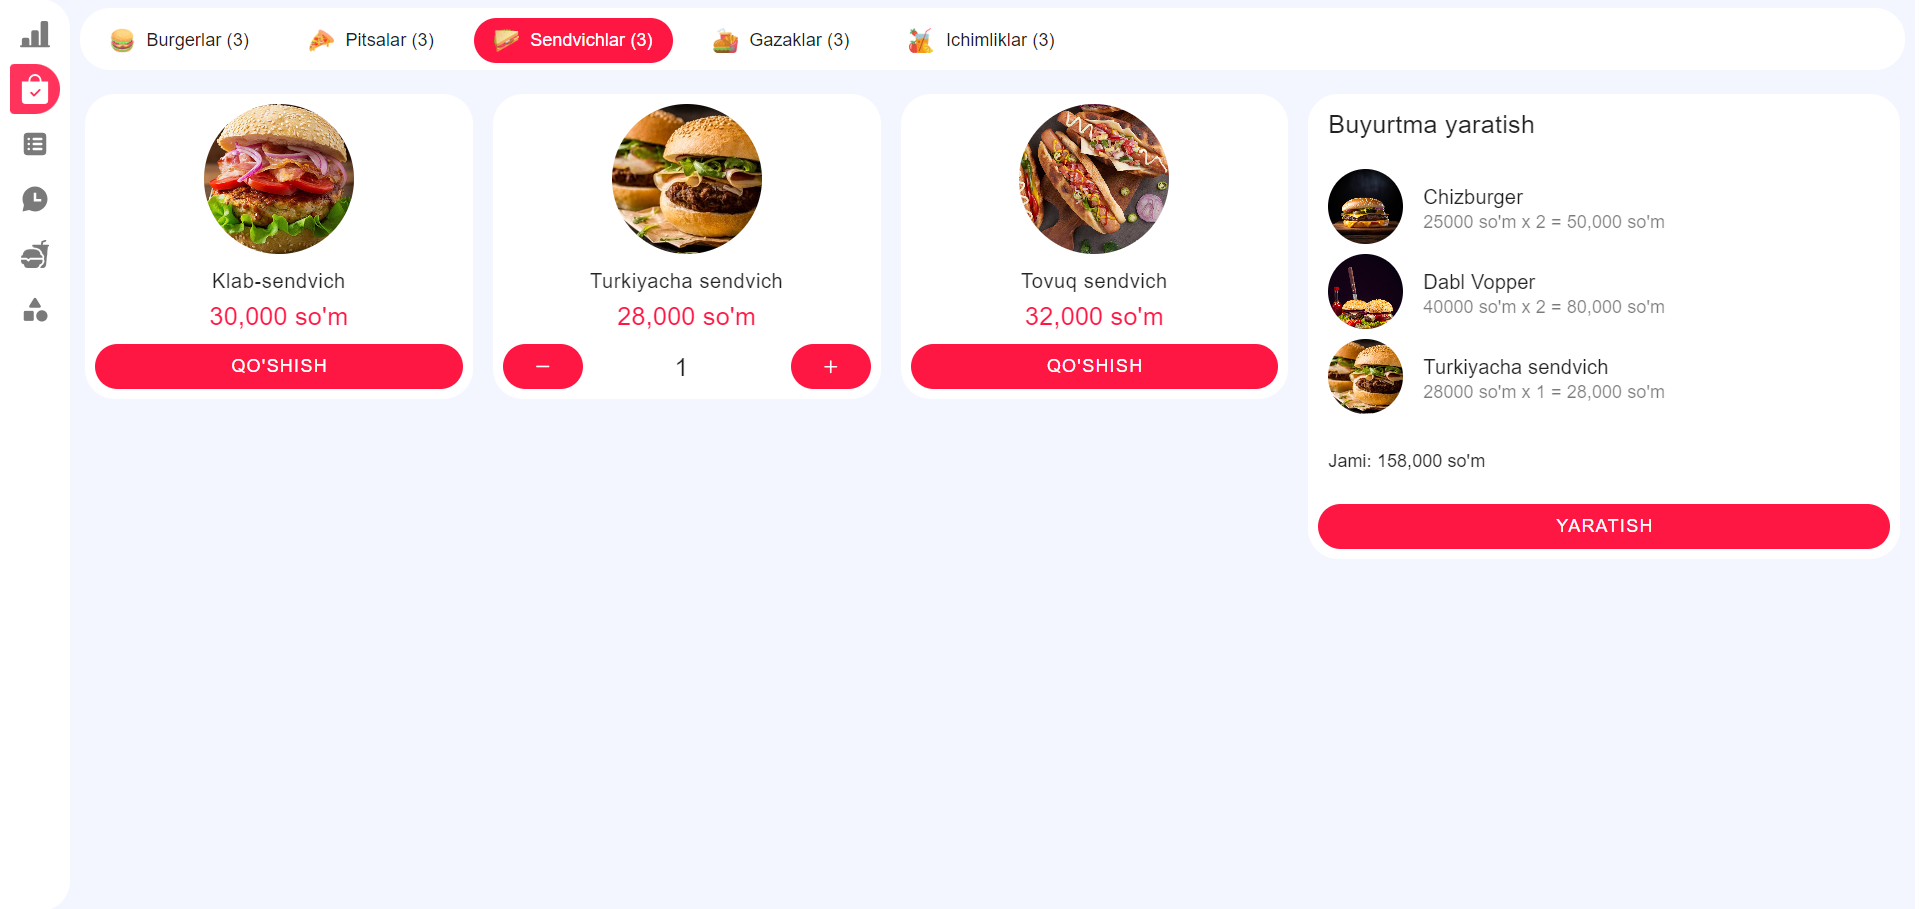 Burgerlar (3)
Pitsalar (3)
Sendvichlar (3)
Gazaklar (3)
Ichimliklar (3)
Klab-sendvich
30,000 so'm
QO'SHISH
Turkiyacha sendvich
28,000 so'm
− 1 +
Tovuq sendvich
32,000 so'm
QO'SHISH
Buyurtma yaratish
Chizburger
25000 so'm x 2 = 50,000 so'm
Dabl Vopper
40000 so'm x 2 = 80,000 so'm
Turkiyacha sendvich
28000 so'm x 1 = 28,000 so'm
Jami: 158,000 so'm
YARATISH